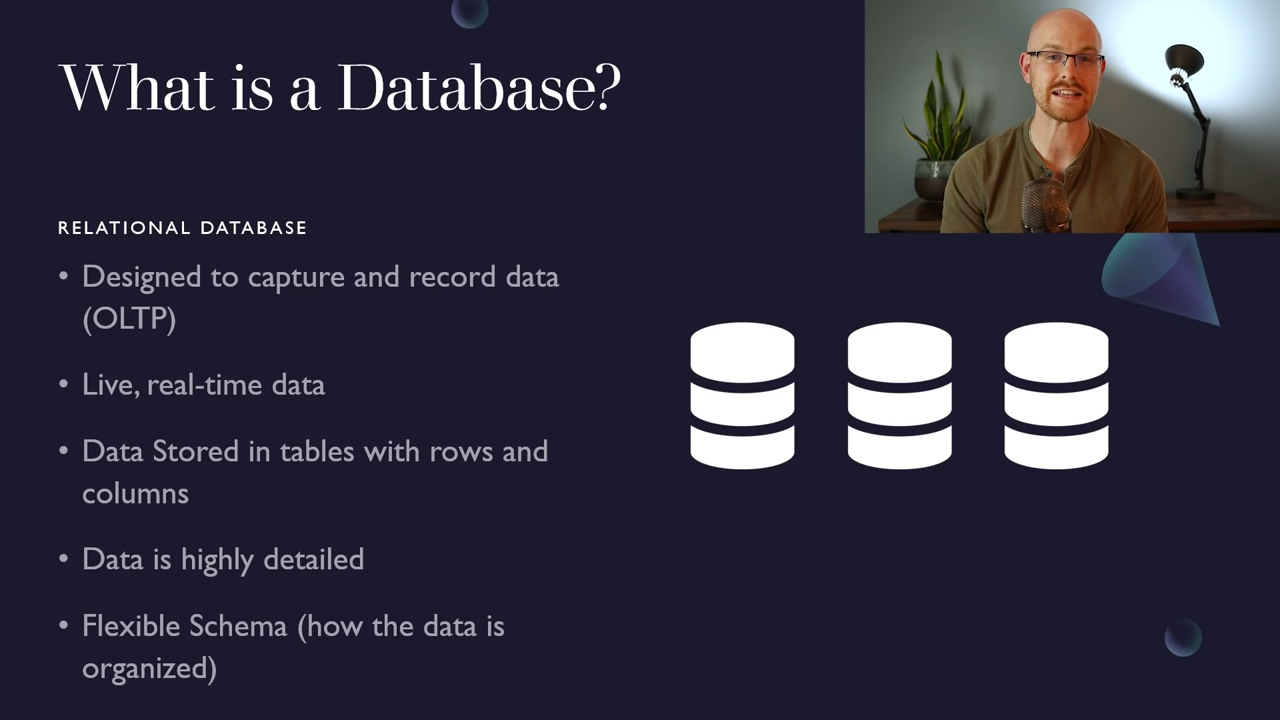 What is a Database?
RELATIONAL DATABASE
• Designed to capture and record data
(OLTP)
• Live, real-time data
• Data Stored in tables with rows and
columns
• Data is highly detailed
• Flexible Schema (how the data is
organized)